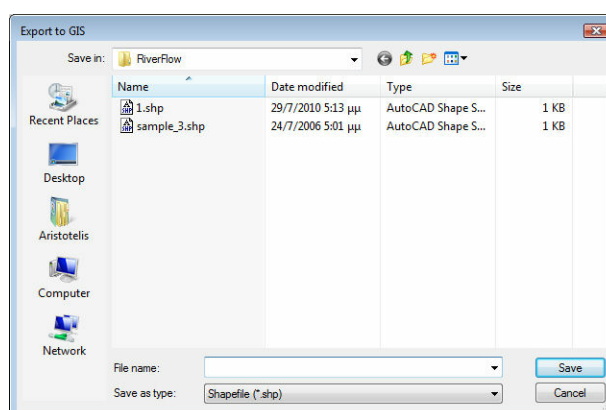 Export to GIS
Save in: RiverFlow
Name Date modified Type Size
1.shp 29/7/2010 5:13 μμ AutoCAD Shape S... 1 KB
sample_3.shp 24/7/2006 5:01 μμ AutoCAD Shape S... 1 KB
Recent Places
Desktop
Aristotelis
Computer
Network
File name:
Save
Save as type: Shapefile (*.shp)
Cancel